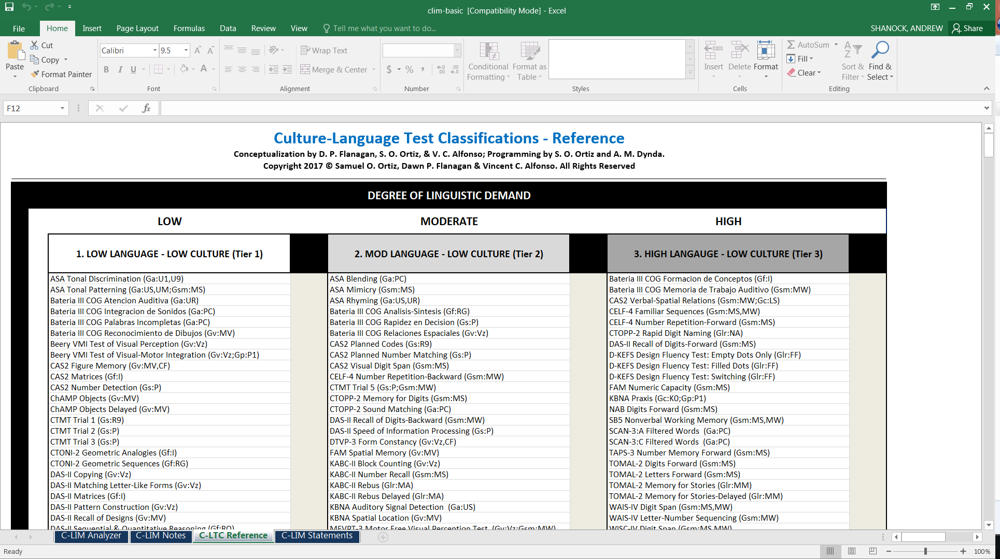 clim-basic  [Compatibility Mode] - Excel
File Home Insert Page Layout Formulas Data Review View Tell me what you want to do... SHANOCK, ANDREW Share
Paste
Cut
Copy
Format Painter
Clipboard
Calibri 9.5
B I U A
Font
Wrap Text
Merge & Center
Alignment
$ % ,
Number
Conditional Formatting
Format as Table
Styles
Insert Delete Format
Cells
AutoSum
Fill
Clear
Sort & Filter
Find & Select
Editing
F12
fx
Culture-Language Test Classifications - Reference
Conceptualization by D. P. Flanagan, S. O. Ortiz, & V. C. Alfonso; Programming by S. O. Ortiz and A. M. Dynda.
Copyright 2017 © Samuel O. Ortiz, Dawn P. Flanagan & Vincent C. Alfonso. All Rights Reserved
DEGREE OF LINGUISTIC DEMAND
LOW MODERATE HIGH
1. LOW LANGUAGE - LOW CULTURE (Tier 1)
ASA Tonal Discrimination (Ga:U1,U9)
ASA Tonal Patterning (Ga:US,UM;Gsm:MS)
Bateria III COG Atencion Auditiva (Ga:UR)
Bateria III COG Integracion de Sonidos (Ga:PC)
Bateria III COG Palabras Incompletas (Ga:PC)
Bateria III COG Reconocimiento de Dibujos (Gv:MV)
Beery VMI Test of Visual Perception (Gv:Vz)
Beery VMI Test of Visual-Motor Integration (Gv:Vz;Gp:P1)
CAS2 Figure Memory (Gv:MV,CF)
CAS2 Matrices (Gf:I)
CAS2 Number Detection (Gs:P)
ChAMP Objects (Gv:MV)
ChAMP Objects Delayed (Gv:MV)
CTMT Trial 1 (Gs:R9)
CTMT Trial 2 (Gs:P)
CTMT Trial 3 (Gs:P)
CTONI-2 Geometric Analogies (Gf:I)
CTONI-2 Geometric Sequences (Gf:RG)
DAS-II Copying (Gv:Vz)
DAS-II Matching Letter-Like Forms (Gv:Vz)
DAS-II Matrices (Gf:I)
DAS-II Pattern Construction (Gv:Vz)
DAS-II Recall of Designs (Gv:MV)
DAS-II Sequential & Quantitative Reasoning (Gf:RQ)
2. MOD LANGUAGE - LOW CULTURE (Tier 2)
ASA Blending (Ga:PC)
ASA Mimicry (Gsm:MS)
ASA Rhyming (Ga:US,UR)
Bateria III COG Analisis-Sintesis (Gf:RG)
Bateria III COG Rapidez en Decision (Gs:P)
Bateria III COG Relaciones Espaciales (Gv:Vz)
CAS2 Planned Codes (Gs:R9)
CAS2 Planned Number Matching (Gs:P)
CAS2 Visual Digit Span (Gsm:MS)
CELF-4 Number Repetition-Backward (Gsm:MW)
CTMT Trial 5 (Gs:P;Gsm:MW)
CTOPP-2 Memory for Digits (Gsm:MS)
CTOPP-2 Sound Matching (Ga:PC)
DAS-II Recall of Digits-Backward (Gsm:MW)
DAS-II Speed of Information Processing (Gs:P)
DTVP-3 Form Constancy (Gv:Vz,CF)
FAM Spatial Memory (Gv:MV)
KABC-II Block Counting (Gv:Vz)
KABC-II Number Recall (Gsm:MS)
KABC-II Rebus (Glr:MA)
KABC-II Rebus Delayed (Glr:MA)
KBNA Auditory Signal Detection  (Ga:US)
KBNA Spatial Location (Gv:MV)
MFVPT-3 Motor Free Visual Perception Test  (Gv:Vz;Gsm:MW)
3. HIGH LANGAUGE - LOW CULTURE (Tier 3)
Bateria III COG Formacion de Conceptos (Gf:I)
Bateria III COG Memoria de Trabajo Auditivo (Gsm:MW)
CAS2 Verbal-Spatial Relations (Gsm:MW;Gc:LS)
CELF-4 Familiar Sequences (Gsm:MS,MW)
CELF-4 Number Repetition-Forward (Gsm:MS)
CTOPP-2 Rapid Digit Naming (Glr:NA)
DAS-II Recall of Digits-Forward (Gsm:MS)
D-KEFS Design Fluency Test: Empty Dots Only (Glr:FF)
D-KEFS Design Fluency Test: Filled Dots (Glr:FF)
D-KEFS Design Fluency Test: Switching (Glr:FF)
FAM Numeric Capacity (Gsm:MS)
KBNA Praxis (Gc:K0;Gp:P1)
NAB Digits Forward (Gsm:MS)
SB5 Nonverbal Working Memory (Gsm:MS,MW)
SCAN-3:A Filtered Words  (Ga:PC)
SCAN-3:C Filtered Words  (Ga:PC)
TAPS-3 Number Memory Forward (Gsm:MS)
TOMAL-2 Digits Forward (Gsm:MS)
TOMAL-2 Letters Forward (Gsm:MS)
TOMAL-2 Memory for Stories (Glr:MM)
TOMAL-2 Memory for Stories-Delayed (Glr:MM)
WAIS-IV Digit Span (Gsm:MS,MW)
WAIS-IV Letter-Number Sequencing (Gsm:MW)
WISC-IV Digit Span (Gsm:MS,MW)
C-LIM Analyzer C-LIM Notes C-LTC Reference C-LIM Statements
Ready 100%